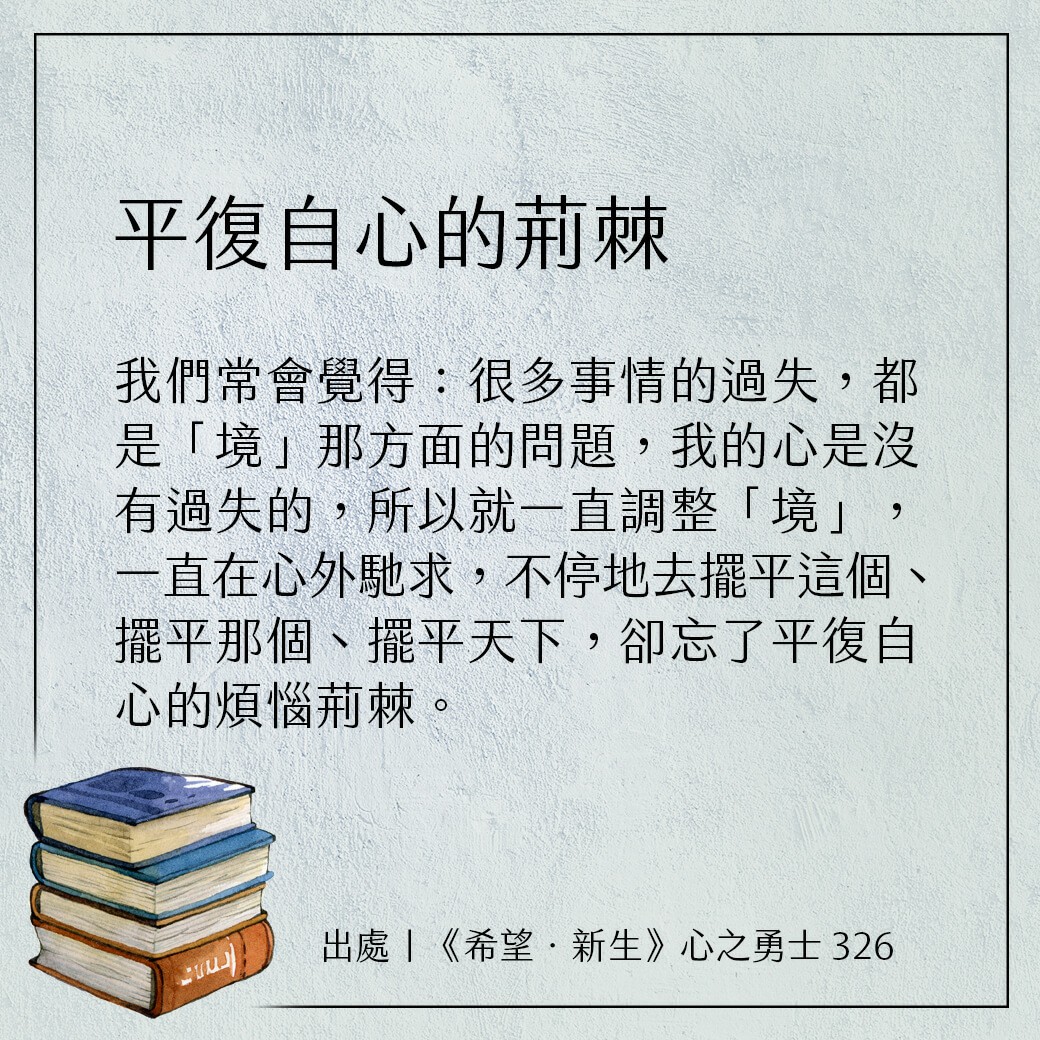 平復自心的荊棘
我們常會覺得：很多事情的過失，都
是「境」那方面的問題，我的心是沒
有過失的，所以就一直調整「境」，
一直在心外馳求，不停地去擺平這個、
擺平那個、擺平天下，卻忘了平復自
心的煩惱荊棘。
出處｜《希望．新生》心之勇士 326